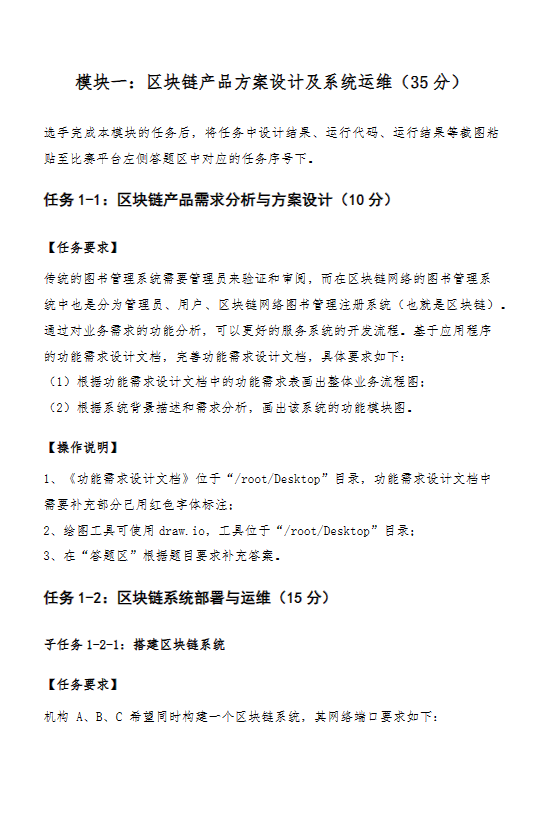 模块一：区块链产品方案设计及系统运维（35 分）
选手完成本模块的任务后，将任务中设计结果、运行代码、运行结果等截图粘
贴至比赛平台左侧答题区中对应的任务序号下。
任务1-1：区块链产品需求分析与方案设计（10 分）
【任务要求】
传统的图书管理系统需要管理员来验证和审阅，而在区块链网络的图书管理系
统中也是分为管理员、用户、区块链网络图书管理注册系统（也就是区块链）。
通过对业务需求的功能分析，可以更好的服务系统的开发流程。基于应用程序
的功能需求设计文档，完善功能需求设计文档，具体要求如下：
（1）根据功能需求设计文档中的功能需求表画出整体业务流程图；
（2）根据系统背景描述和需求分析，画出该系统的功能模块图。
【操作说明】
1、《功能需求设计文档》位于“/root/Desktop”目录，功能需求设计文档中
需要补充部分已用红色字体标注；
2、绘图工具可使用draw.io，工具位于“/root/Desktop”目录；
3、在“答题区”根据题目要求补充答案。
任务1-2：区块链系统部署与运维（15 分）
子任务1-2-1：搭建区块链系统
【任务要求】
机构 A、B、C 希望同时构建一个区块链系统，其网络端口要求如下：